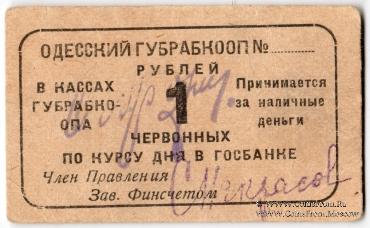 ОДЕССКИЙ ГУБРАБКООП №
РУБЛЕЙ
В КАССАХ ГУБРАБКО-ОПА
1
Принимается за наличные деньги
ЧЕРВОННЫХ
ПО КУРСУ ДНЯ В ГОСБАНКЕ
Член Правления
Зав. Финсчетом
С Некрасов